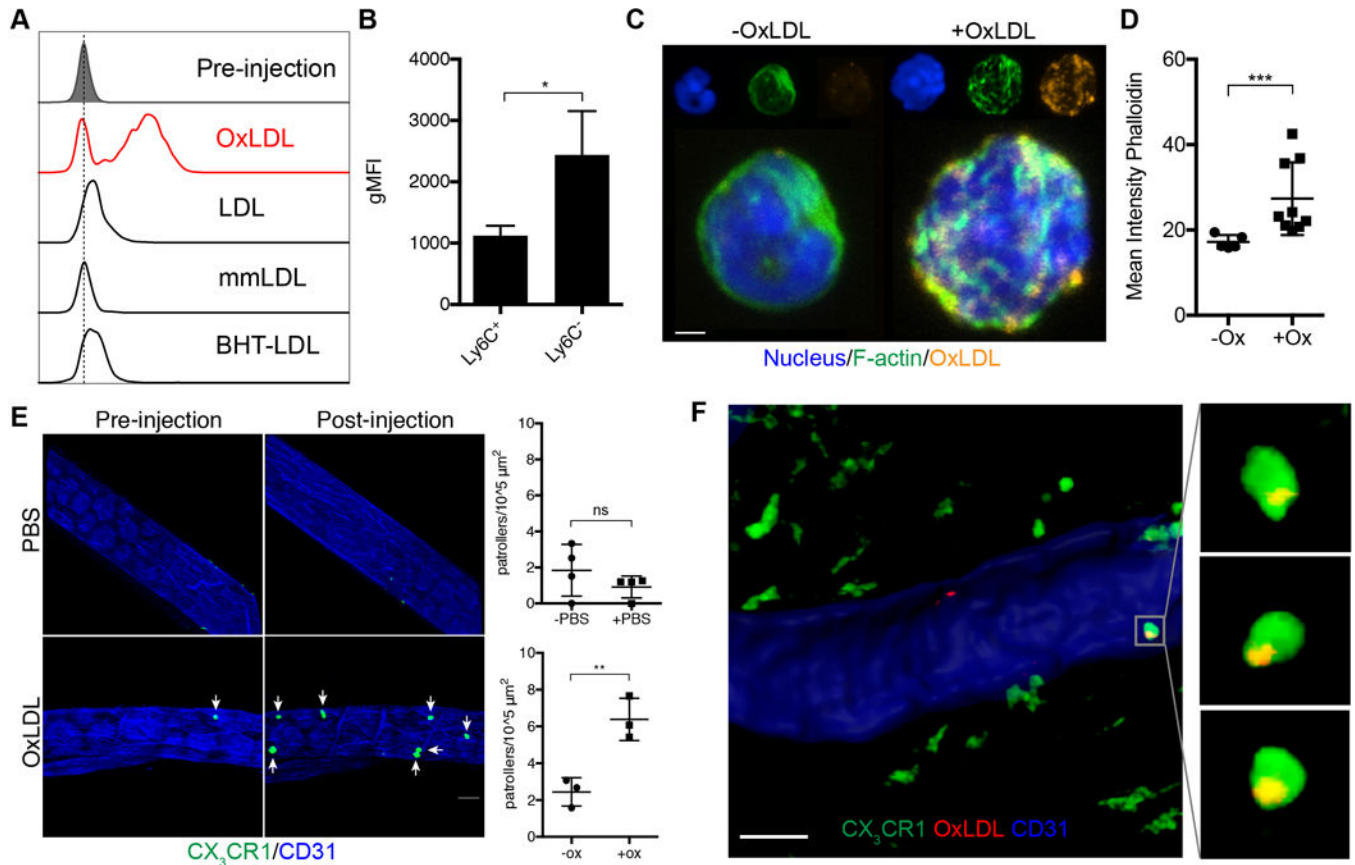 A
Pre-injection
OxLDL
LDL
mmLDL
BHT-LDL
B
4000
3000
2000
1000
0
gMFI
*
Ly6C⁺
Ly6C⁻
C
-OxLDL
+OxLDL
Nucleus/F-actin/OxLDL
D
60
40
20
0
Mean Intensity Phalloidin
***
-Ox
+Ox
E
Pre-injection
Post-injection
PBS
OxLDL
CX₃CR1/CD31
10
8
6
4
2
0
patrollers/10^5 µm²
ns
-PBS
+PBS
10
8
6
4
2
0
patrollers/10^5 µm²
**
-ox
+ox
F
CX₃CR1 OxLDL CD31